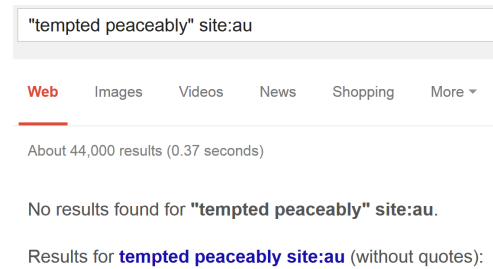 "tempted peaceably" site:au
Web Images Videos News Shopping More
About 44,000 results (0.37 seconds)
No results found for "tempted peaceably" site:au.
Results for tempted peaceably site:au (without quotes):